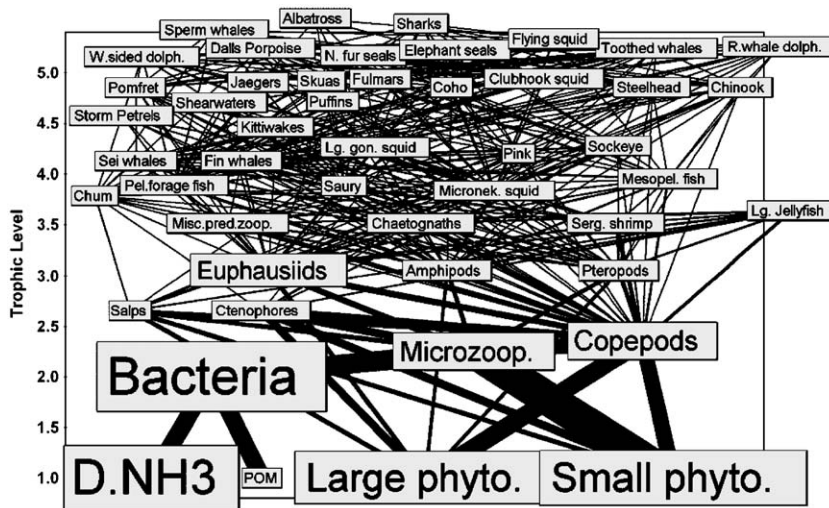 Albatross
Sperm whales
Sharks
Flying squid
W.sided dolph.
Dalls Porpoise
N. fur seals
Elephant seals
Toothed whales
R.whale dolph.
5.0
Pomfret
Jaegers
Skuas
Fulmars
Coho
Clubhook squid
Steelhead
Chinook
Shearwaters
Puffins
Storm Petrels
4.5
Kittiwakes
Lg. gon. squid
Pink
Sockeye
Sei whales
Fin whales
4.0
Chum
Pel.forage fish
Saury
Micronek. squid
Mesopel. fish
Misc.pred.zoop.
Chaetognaths
Serg. shrimp
Lg. Jellyfish
3.5
Trophic Level
Euphausiids
Amphipods
Pteropods
3.0
Salps
Ctenophores
2.5
Microzoop.
Copepods
Bacteria
2.0
1.5
1.0
D.NH3
POM
Large phyto.
Small phyto.